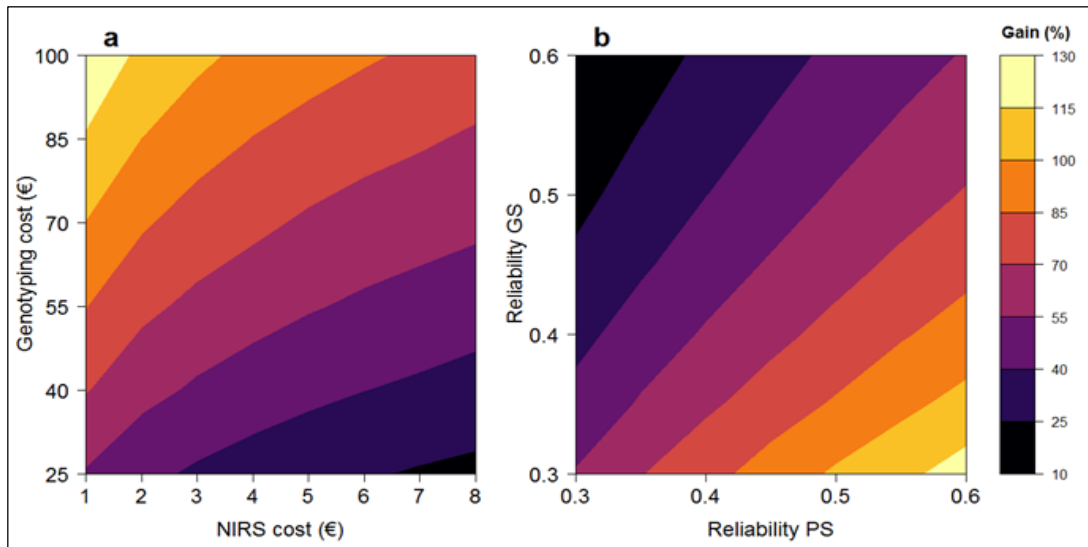 a
Genotyping cost (€)
100
85
70
55
40
25
1 2 3 4 5 6 7 8
NIRS cost (€)
b
Reliability GS
0.6
0.5
0.4
0.3
0.3 0.4 0.5 0.6
Reliability PS
Gain (%)
130
115
100
85
70
55
40
25
10